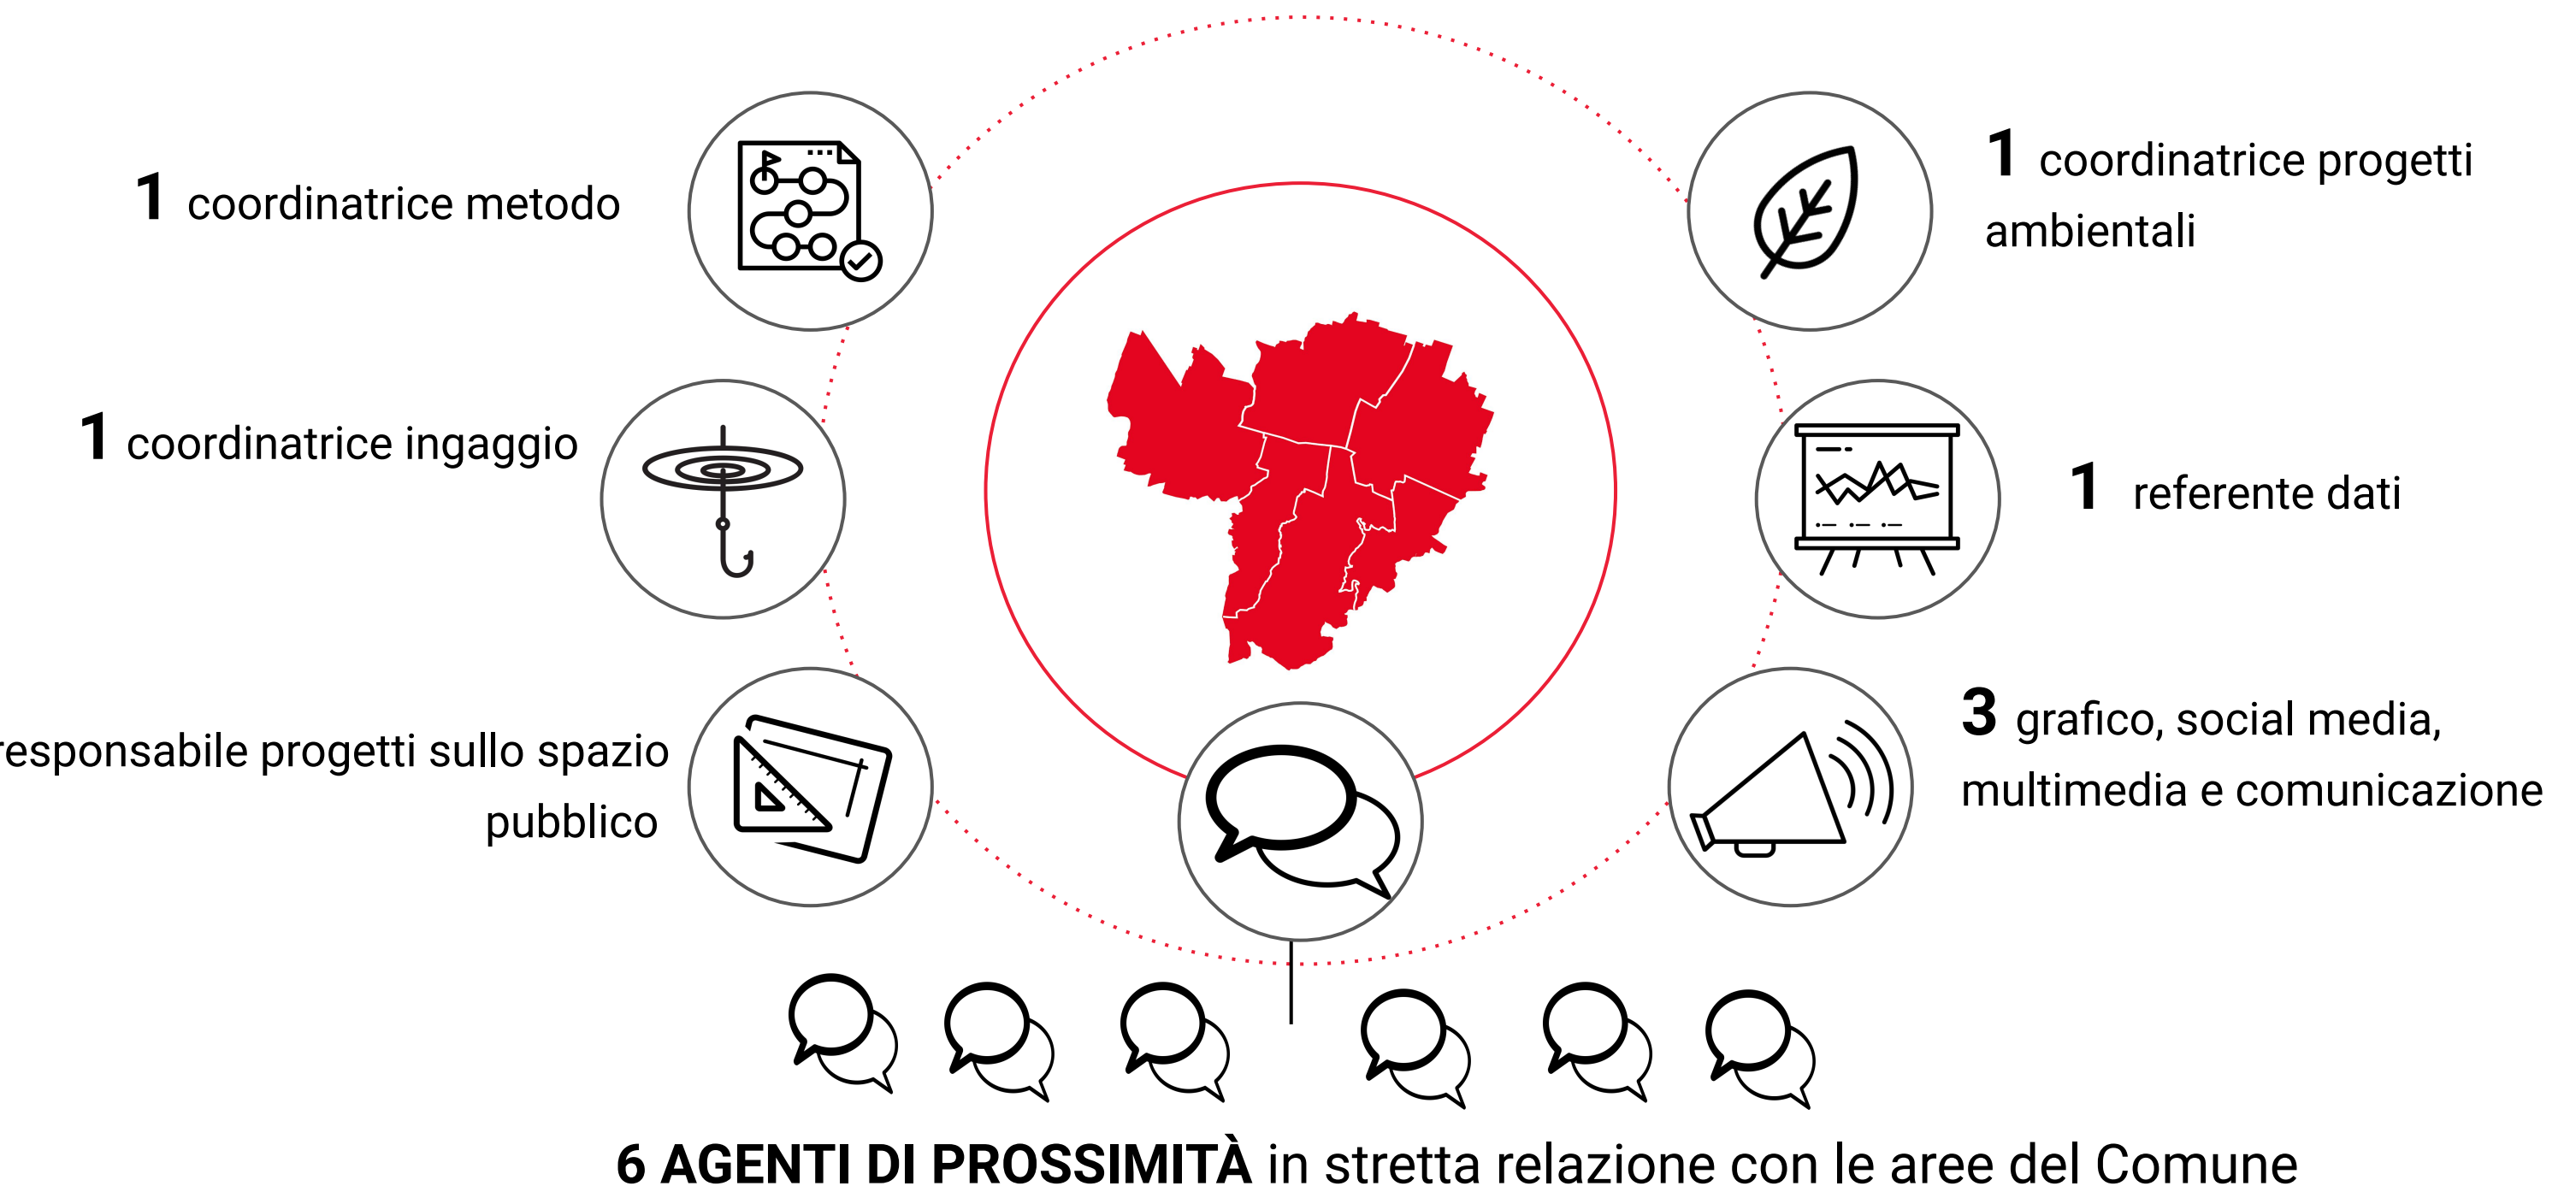 1 coordinatrice metodo
1 coordinatrice ingaggio
responsabile progetti sullo spazio
pubblico
1 coordinatrice progetti
ambientali
1 referente dati
3 grafico, social media,
multimedia e comunicazione
6 AGENTI DI PROSSIMITÀ in stretta relazione con le aree del Comune